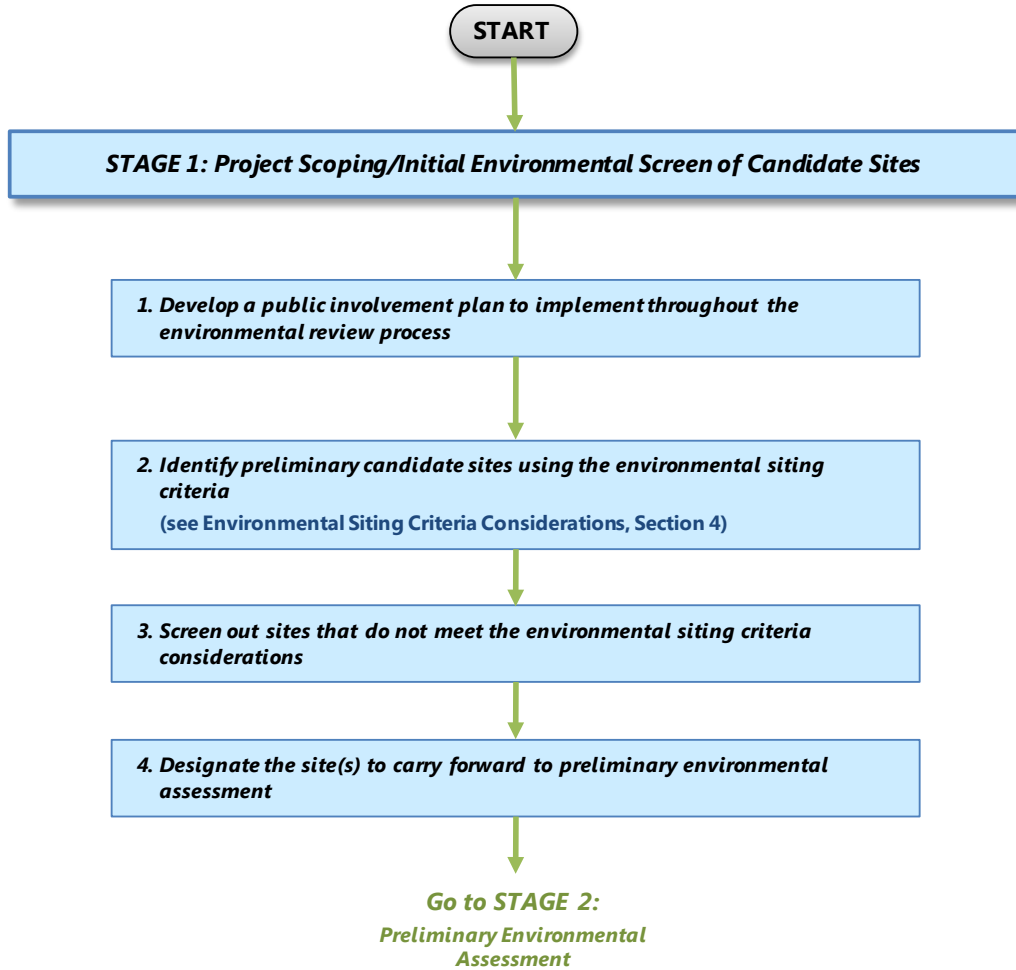 START
STAGE 1: Project Scoping/Initial Environmental Screen of Candidate Sites
1. Develop a public involvement plan to implement throughout the
environmental review process
2. Identify preliminary candidate sites using the environmental siting
criteria
(see Environmental Siting Criteria Considerations, Section 4)
3. Screen out sites that do not meet the environmental siting criteria
considerations
4. Designate the site(s) to carry forward to preliminary environmental
assessment
Go to STAGE 2:
Preliminary Environmental
Assessment